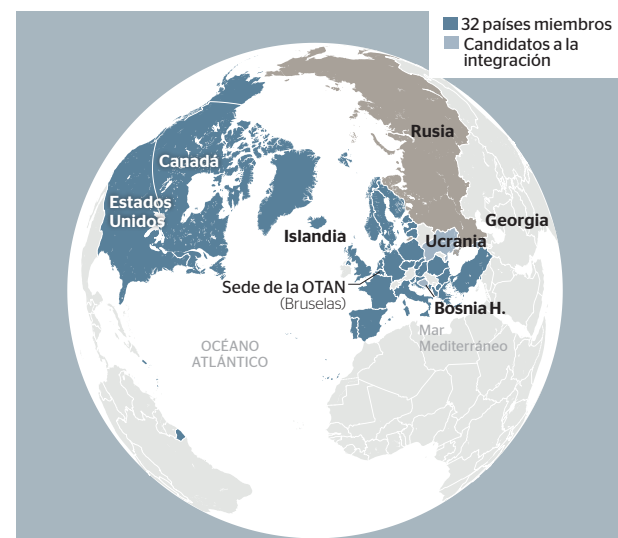 32 países miembros
Candidatos a la
integración
Rusia
Canadá
Estados
Unidos
Georgia
Islandia
Ucrania
Sede de la OTAN
(Bruselas)
Bosnia H.
Mar
Mediterráneo
OCÉANO
ATLÁNTICO